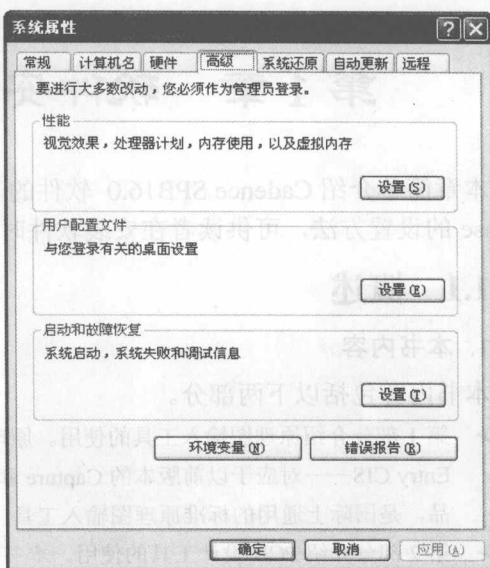 系统属性
常规 计算机名 硬件 高级 系统还原 自动更新 远程
要进行大多数改动，您必须作为管理员登录。
性能
视觉效果，处理器计划，内存使用，以及虚拟内存
设置(S)
用户配置文件
与您登录有关的桌面设置
设置(E)
启动和故障恢复
系统启动，系统失败和调试信息
设置(T)
环境变量(N) 错误报告(R)
确定 取消 应用(A)